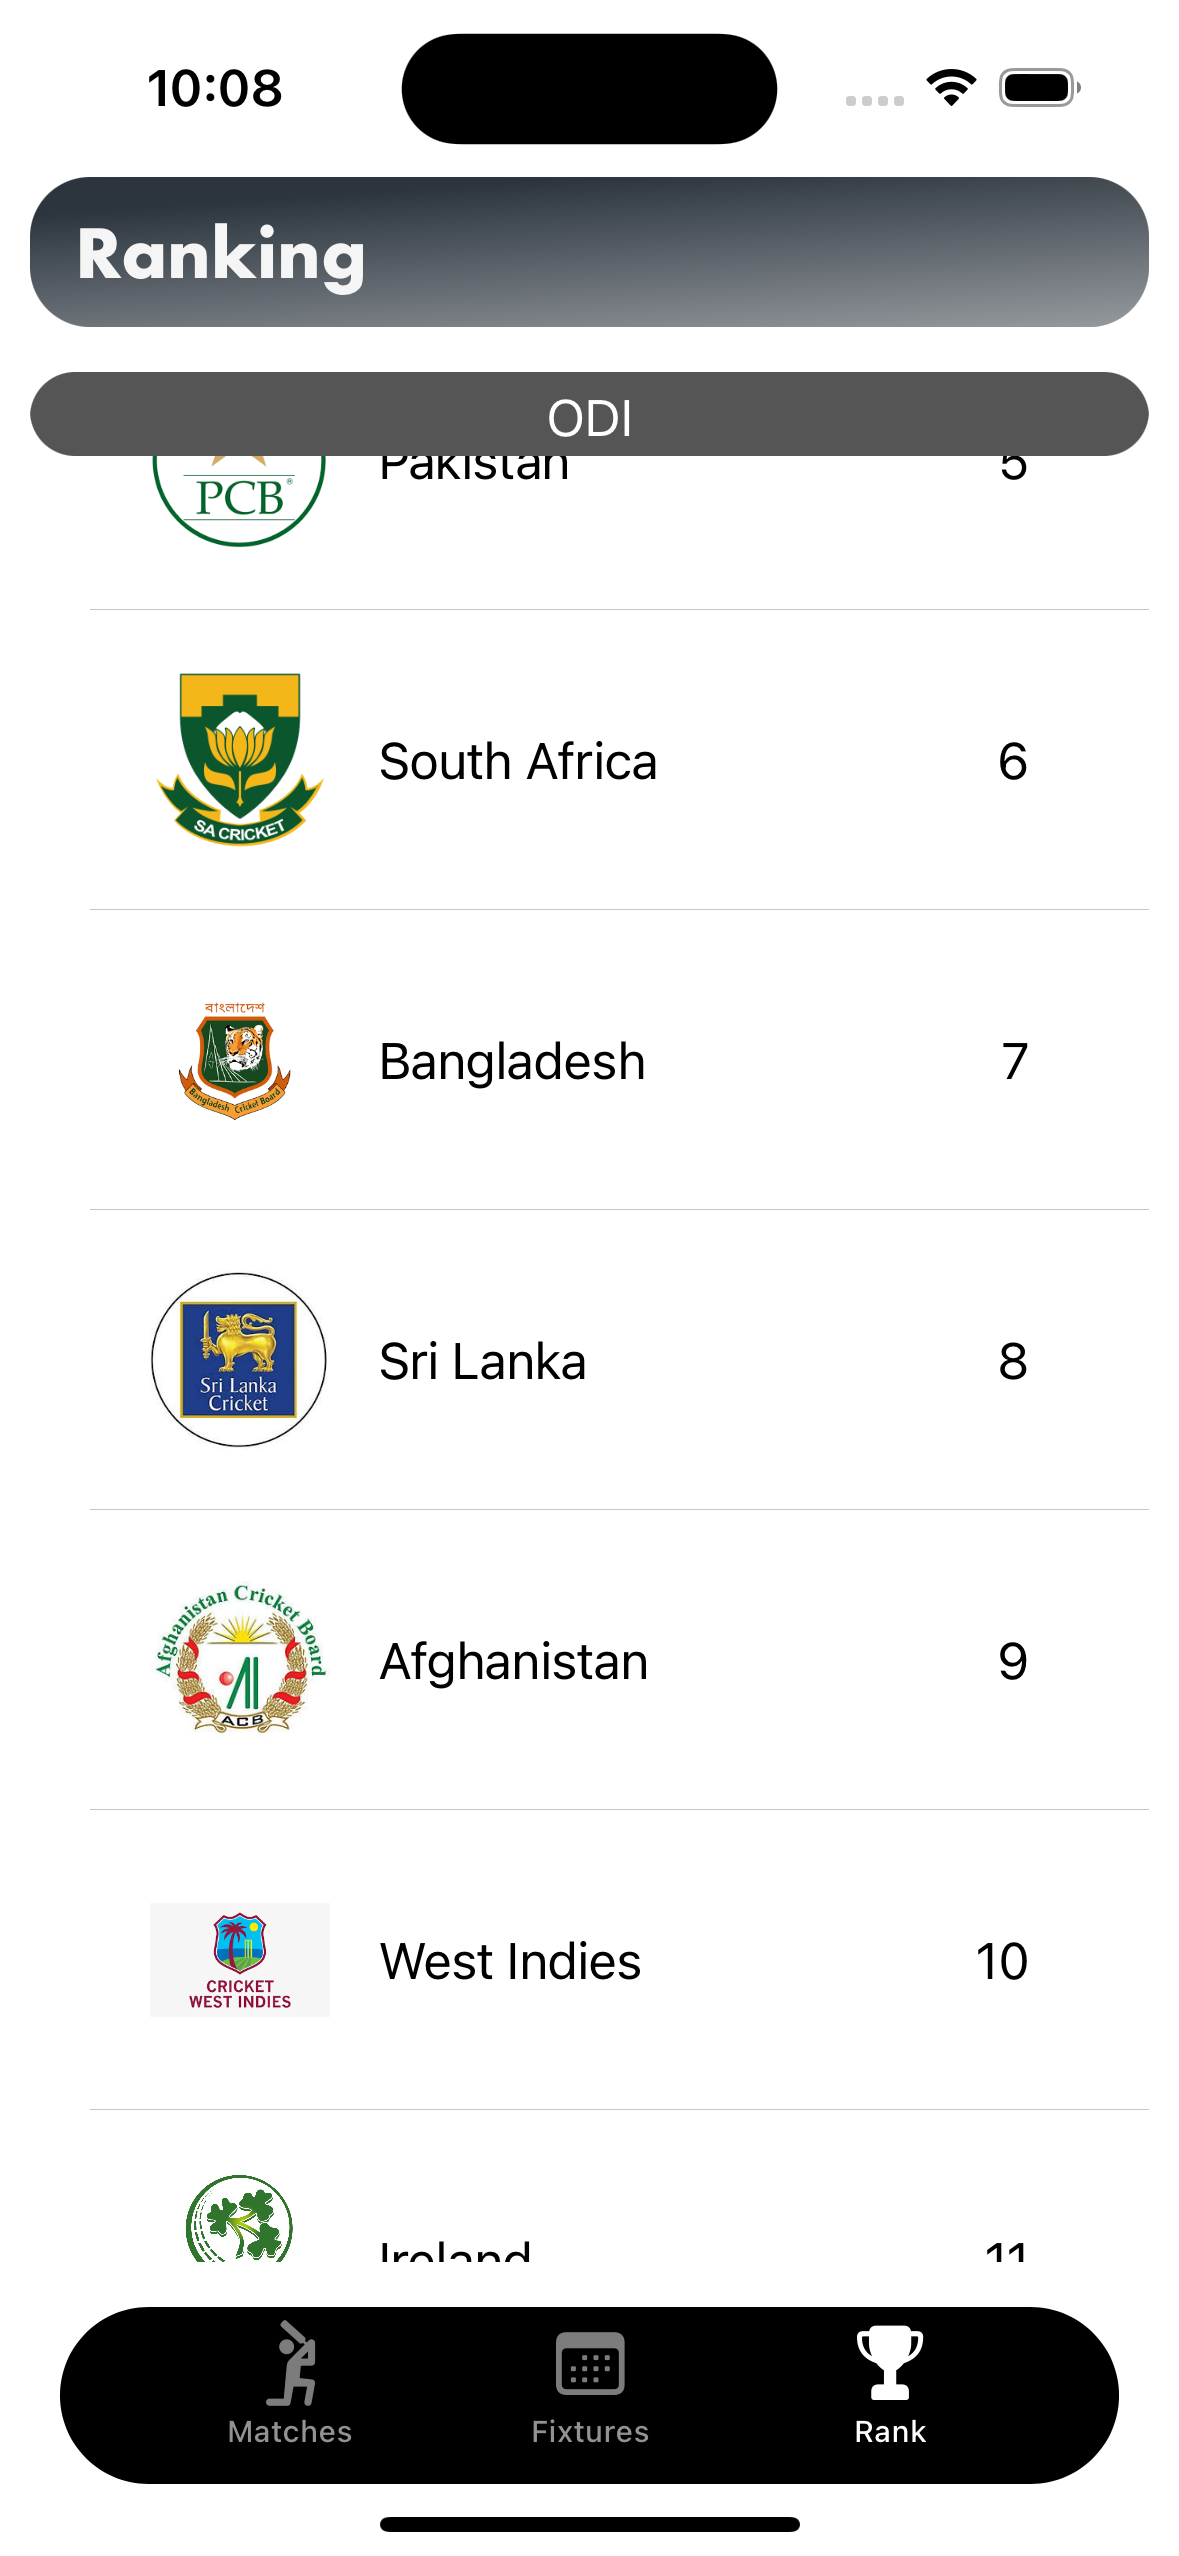 10:08
Ranking
ODI
Pakistan 5
PCB®
South Africa 6
SA CRICKET
বাংলাদেশ
Bangladesh 7
Bangladesh Cricket Board
Sri Lanka 8
Sri Lanka
Cricket
Afghanistan Cricket Board
Afghanistan 9
ACB
West Indies 10
CRICKET
WEST INDIES
Ireland 11
Matches Fixtures Rank